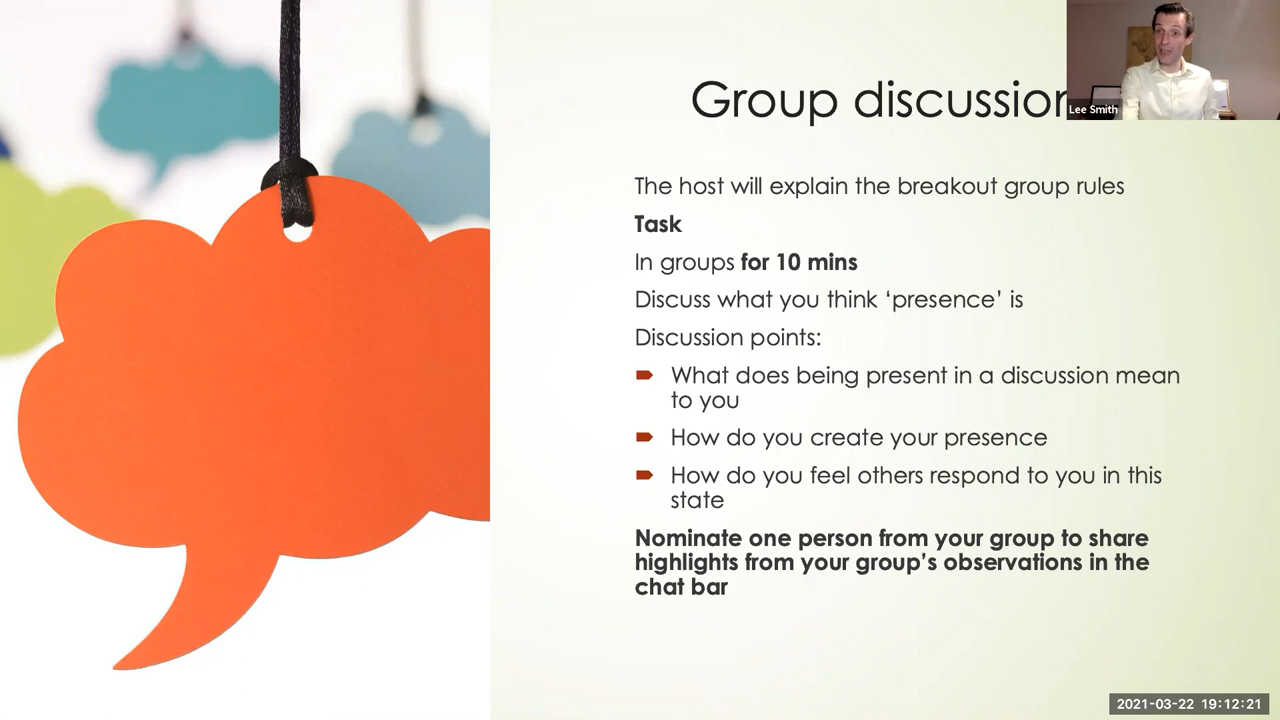 Group discussion
Lee Smith
The host will explain the breakout group rules
Task
In groups for 10 mins
Discuss what you think ‘presence’ is
Discussion points:
What does being present in a discussion mean
to you
How do you create your presence
How do you feel others respond to you in this
state
Nominate one person from your group to share
highlights from your group’s observations in the
chat bar
2021-03-22 19:12:21